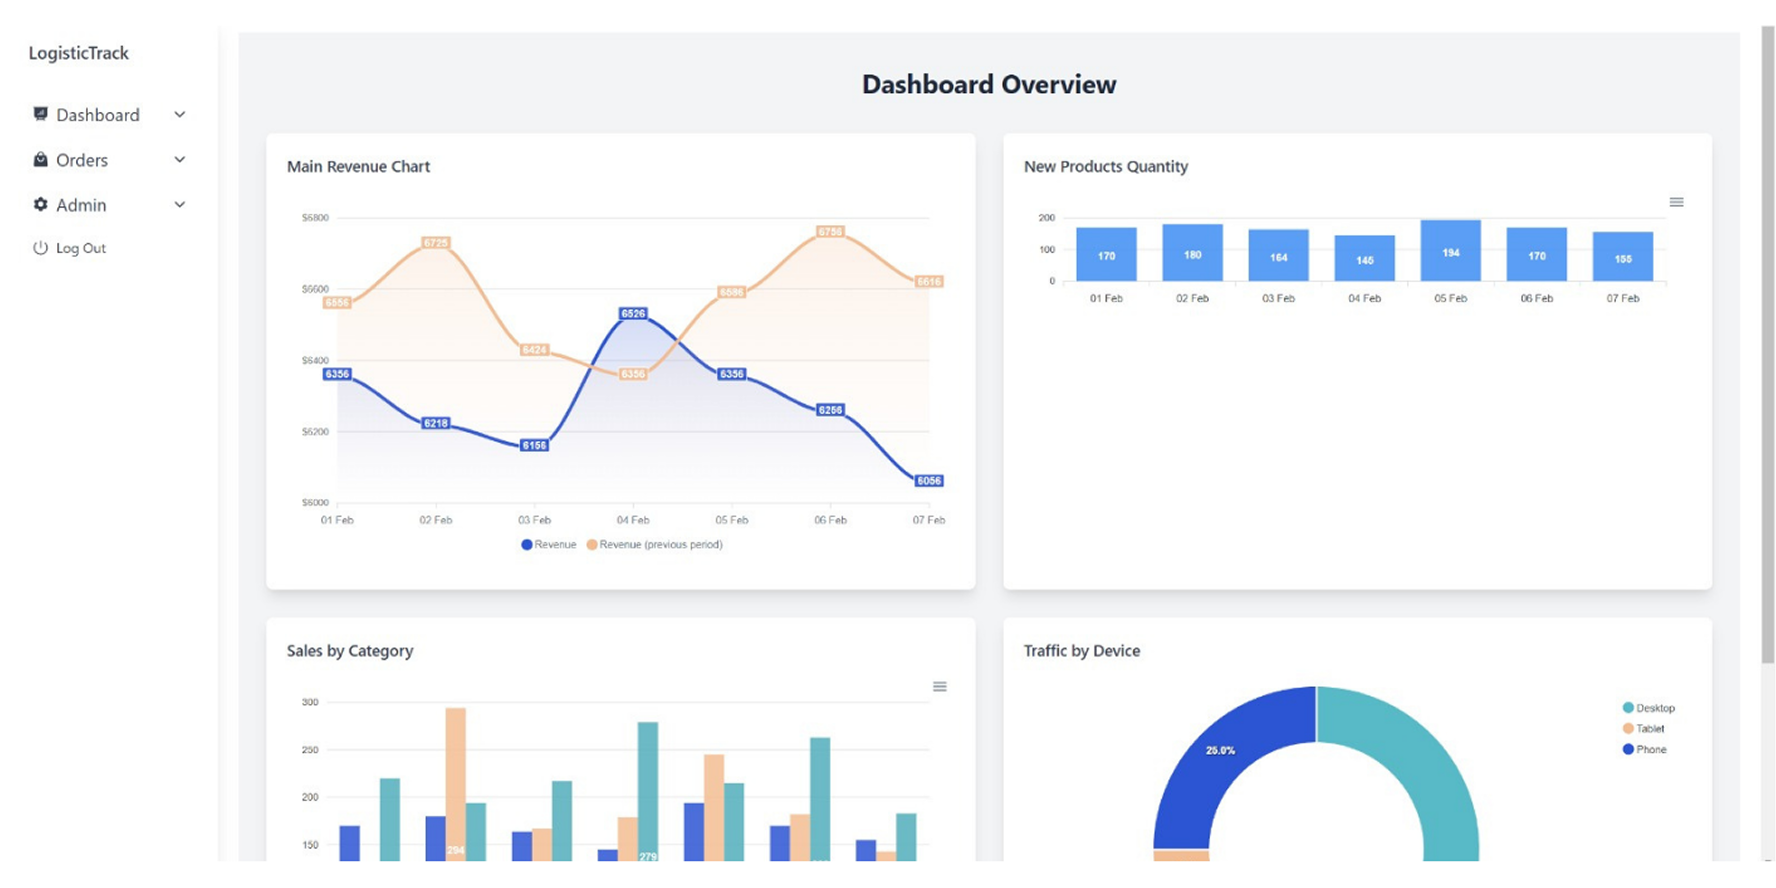 LogisticTrack
Dashboard
Orders
Admin
Log Out
Dashboard Overview
Main Revenue Chart
$6800
$6600
$6400
$6200
$6000
6556
6725
6424
6356
6586
6756
6616
6356
6218
6156
6526
6356
6256
6056
01 Feb
02 Feb
03 Feb
04 Feb
05 Feb
06 Feb
07 Feb
Revenue
Revenue (previous period)
New Products Quantity
200
100
0
170
180
164
145
194
170
155
01 Feb
02 Feb
03 Feb
04 Feb
05 Feb
06 Feb
07 Feb
Sales by Category
300
250
200
150
294
279
Traffic by Device
25.0%
Desktop
Tablet
Phone